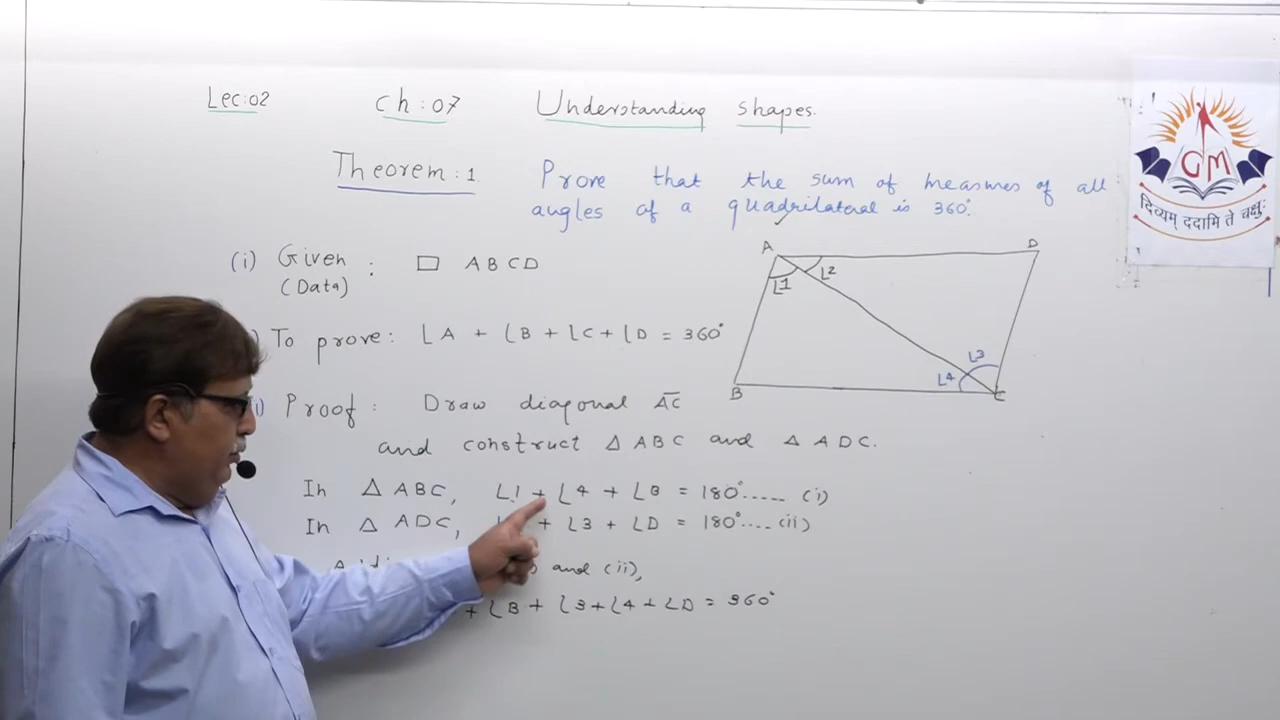 Lec:02 Ch:07 Understanding shapes.
Theorem:1. Prove that the sum of measures of all
angles of a quadrilateral is 360°.
(i) Given : □ ABCD
(Data)
To prove: ∠A + ∠B + ∠C + ∠D = 360°
Proof: Draw diagonal AC
and construct △ABC and △ADC.
In △ABC, ∠1 + ∠4 + ∠B = 180°..... (i)
In △ADC, + ∠3 + ∠D = 180°.... (ii)
and (ii),
+ ∠B + ∠3 + ∠4 + ∠D = 360°
A D
∠1 ∠2
∠3
∠4
B C
GM
दिव्यम् ददामि ते चक्षुः